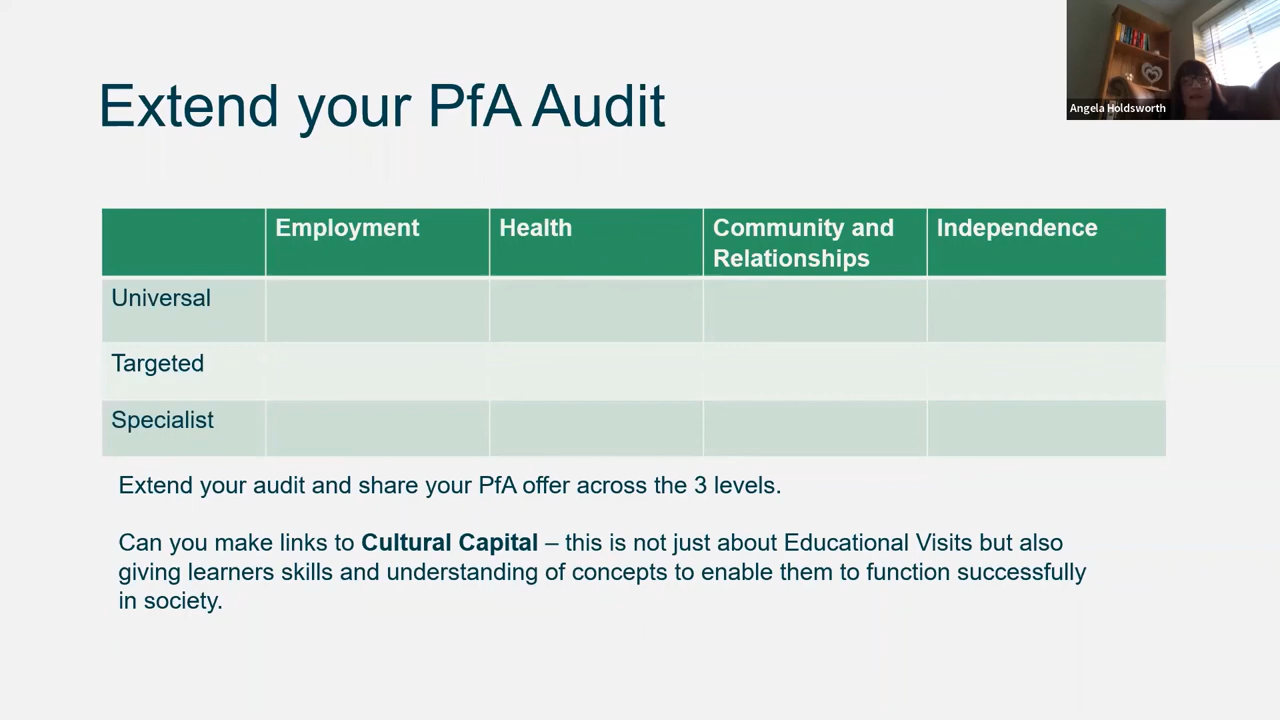 Extend your PfA Audit
Angela Holdsworth
Employment
Health
Community and
Relationships
Independence
Universal
Targeted
Specialist
Extend your audit and share your PfA offer across the 3 levels.
Can you make links to Cultural Capital – this is not just about Educational Visits but also
giving learners skills and understanding of concepts to enable them to function successfully
in society.